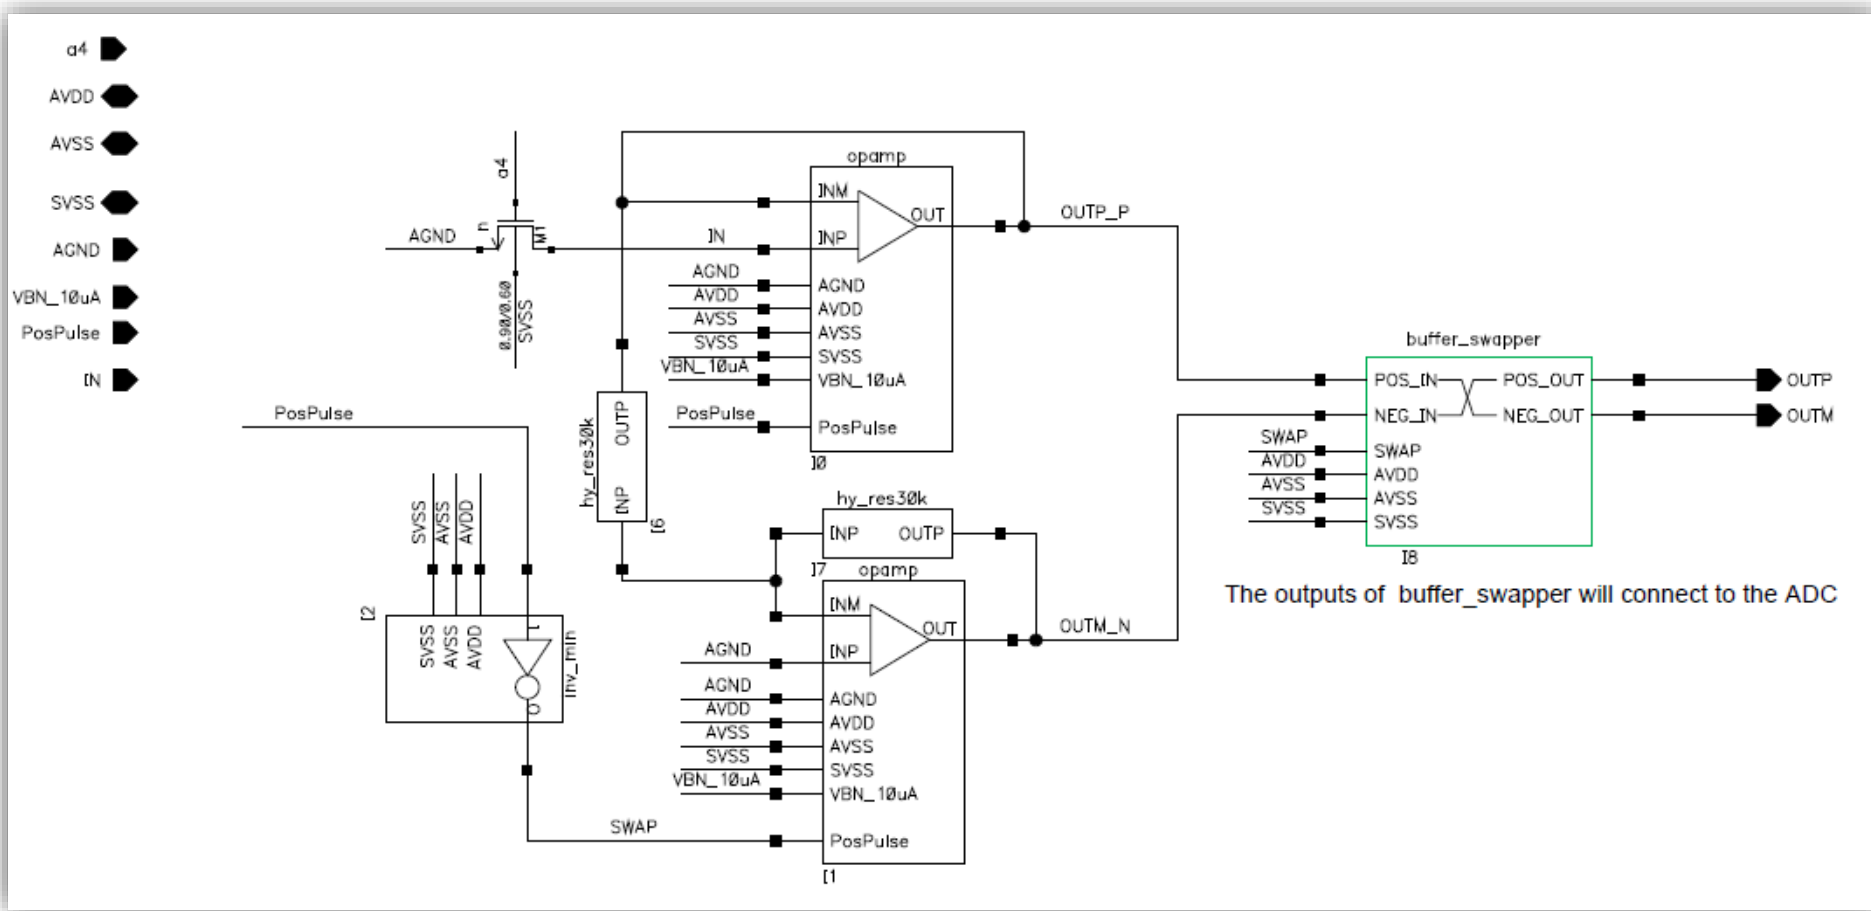 a4
AVDD
AVSS
SVSS
AGND
VBN_10uA
PosPulse
IN
a4
n
M1
AGND
0.90/0.60
SVSS
IN
opamp
INM
INP
OUT
AGND AGND
AVDD AVDD
AVSS AVSS
SVSS SVSS
VBN_10uA VBN_10uA
PosPulse PosPulse
I0
OUTP_P
hy_res30k
OUTP
INP
I6
PosPulse
SVSS
AVSS
AVDD
I2
SVSS
AVSS
AVDD
I
O
inv_min
SWAP
hy_res30k
INP OUTP
I7
opamp
INM
INP
OUT
AGND
AGND AGND
AVDD AVDD
AVSS AVSS
SVSS SVSS
VBN_10uA VBN_10uA
PosPulse
I1
OUTM_N
buffer_swapper
POS_IN POS_OUT
NEG_IN NEG_OUT
SWAP SWAP
AVDD AVDD
AVSS AVSS
SVSS SVSS
I8
OUTP
OUTM
The outputs of buffer_swapper will connect to the ADC